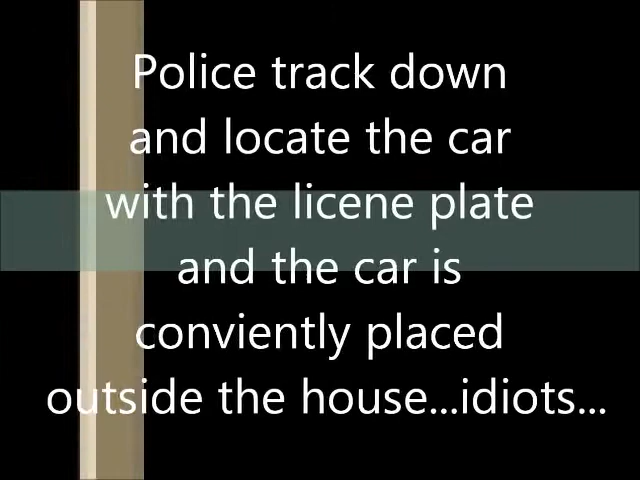 Police track down
and locate the car
with the licene plate
and the car is
conviently placed
outside the house...idiots...